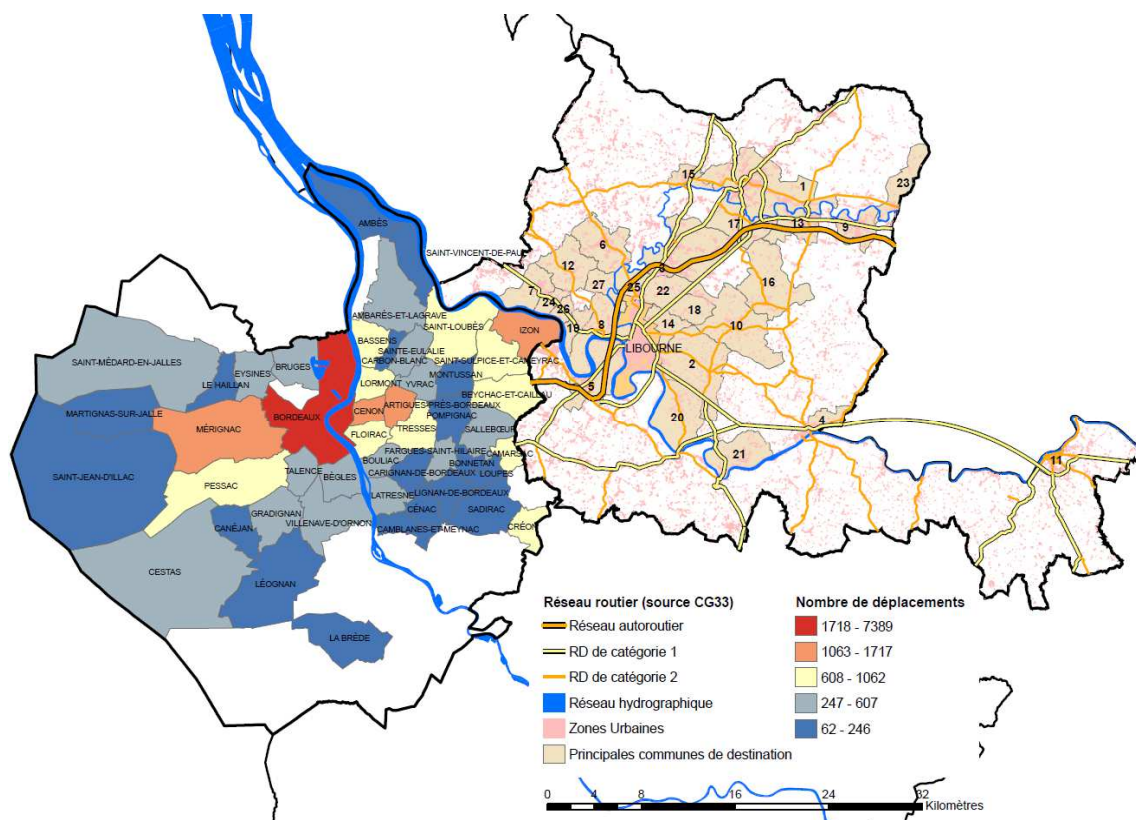 AMBÈS
SAINT-VINCENT-DE-PAUL
AMBARÈS-ET-LAGRAVE
SAINT-LOUBÈS
IZON
BASSENS
SAINTE-EULALIE
CARBON-BLANC
SAINT-SULPICE-ET-CAMEYRAC
SAINT-MÉDARD-EN-JALLES
EYSINES
BRUGES
LE HAILLAN
LORMONT
YVRAC
MONTUSSAN
BEYCHAC-ET-CAILLAU
MARTIGNAS-SUR-JALLE
MÉRIGNAC
BORDEAUX
CENON
ARTIGUES-PRÈS-BORDEAUX
POMPIGNAC
FLOIRAC
TRESSES
SALLEBŒUF
SAINT-JEAN-D'ILLAC
PESSAC
TALENCE
BÈGLES
BOULIAC
FARGUES-SAINT-HILAIRE
CAMARSAC
CARIGNAN-DE-BORDEAUX
BONNETAN
LOUPES
GRADIGNAN
VILLENAVE-D'ORNON
LATRESNE
LIGNAN-DE-BORDEAUX
CÉNAC
SADIRAC
CANÉJAN
CAMBLANES-ET-MEYNAC
CRÉON
CESTAS
LÉOGNAN
LA BRÈDE
LIBOURNE
15
1
23
17
13
9
6
12
3
16
7
27
25
22
24
26
18
19
8
14
10
5
2
20
4
21
11
Réseau routier (source CG33)
Réseau autoroutier
RD de catégorie 1
RD de catégorie 2
Réseau hydrographique
Zones Urbaines
Principales communes de destination
Nombre de déplacements
1718 - 7389
1063 - 1717
608 - 1062
247 - 607
62 - 246
0 4 8 16 24 32
Kilomètres